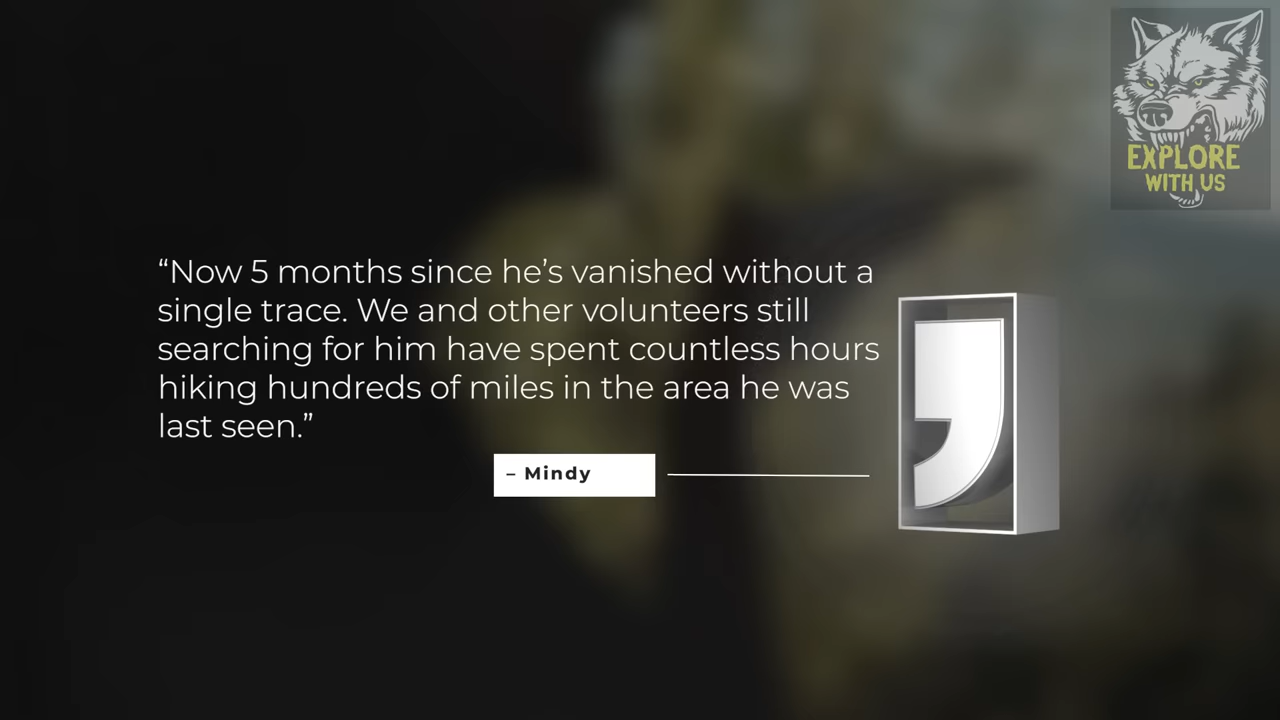 EXPLORE
WITH US
“Now 5 months since he’s vanished without a
single trace. We and other volunteers still
searching for him have spent countless hours
hiking hundreds of miles in the area he was
last seen.”
– Mindy